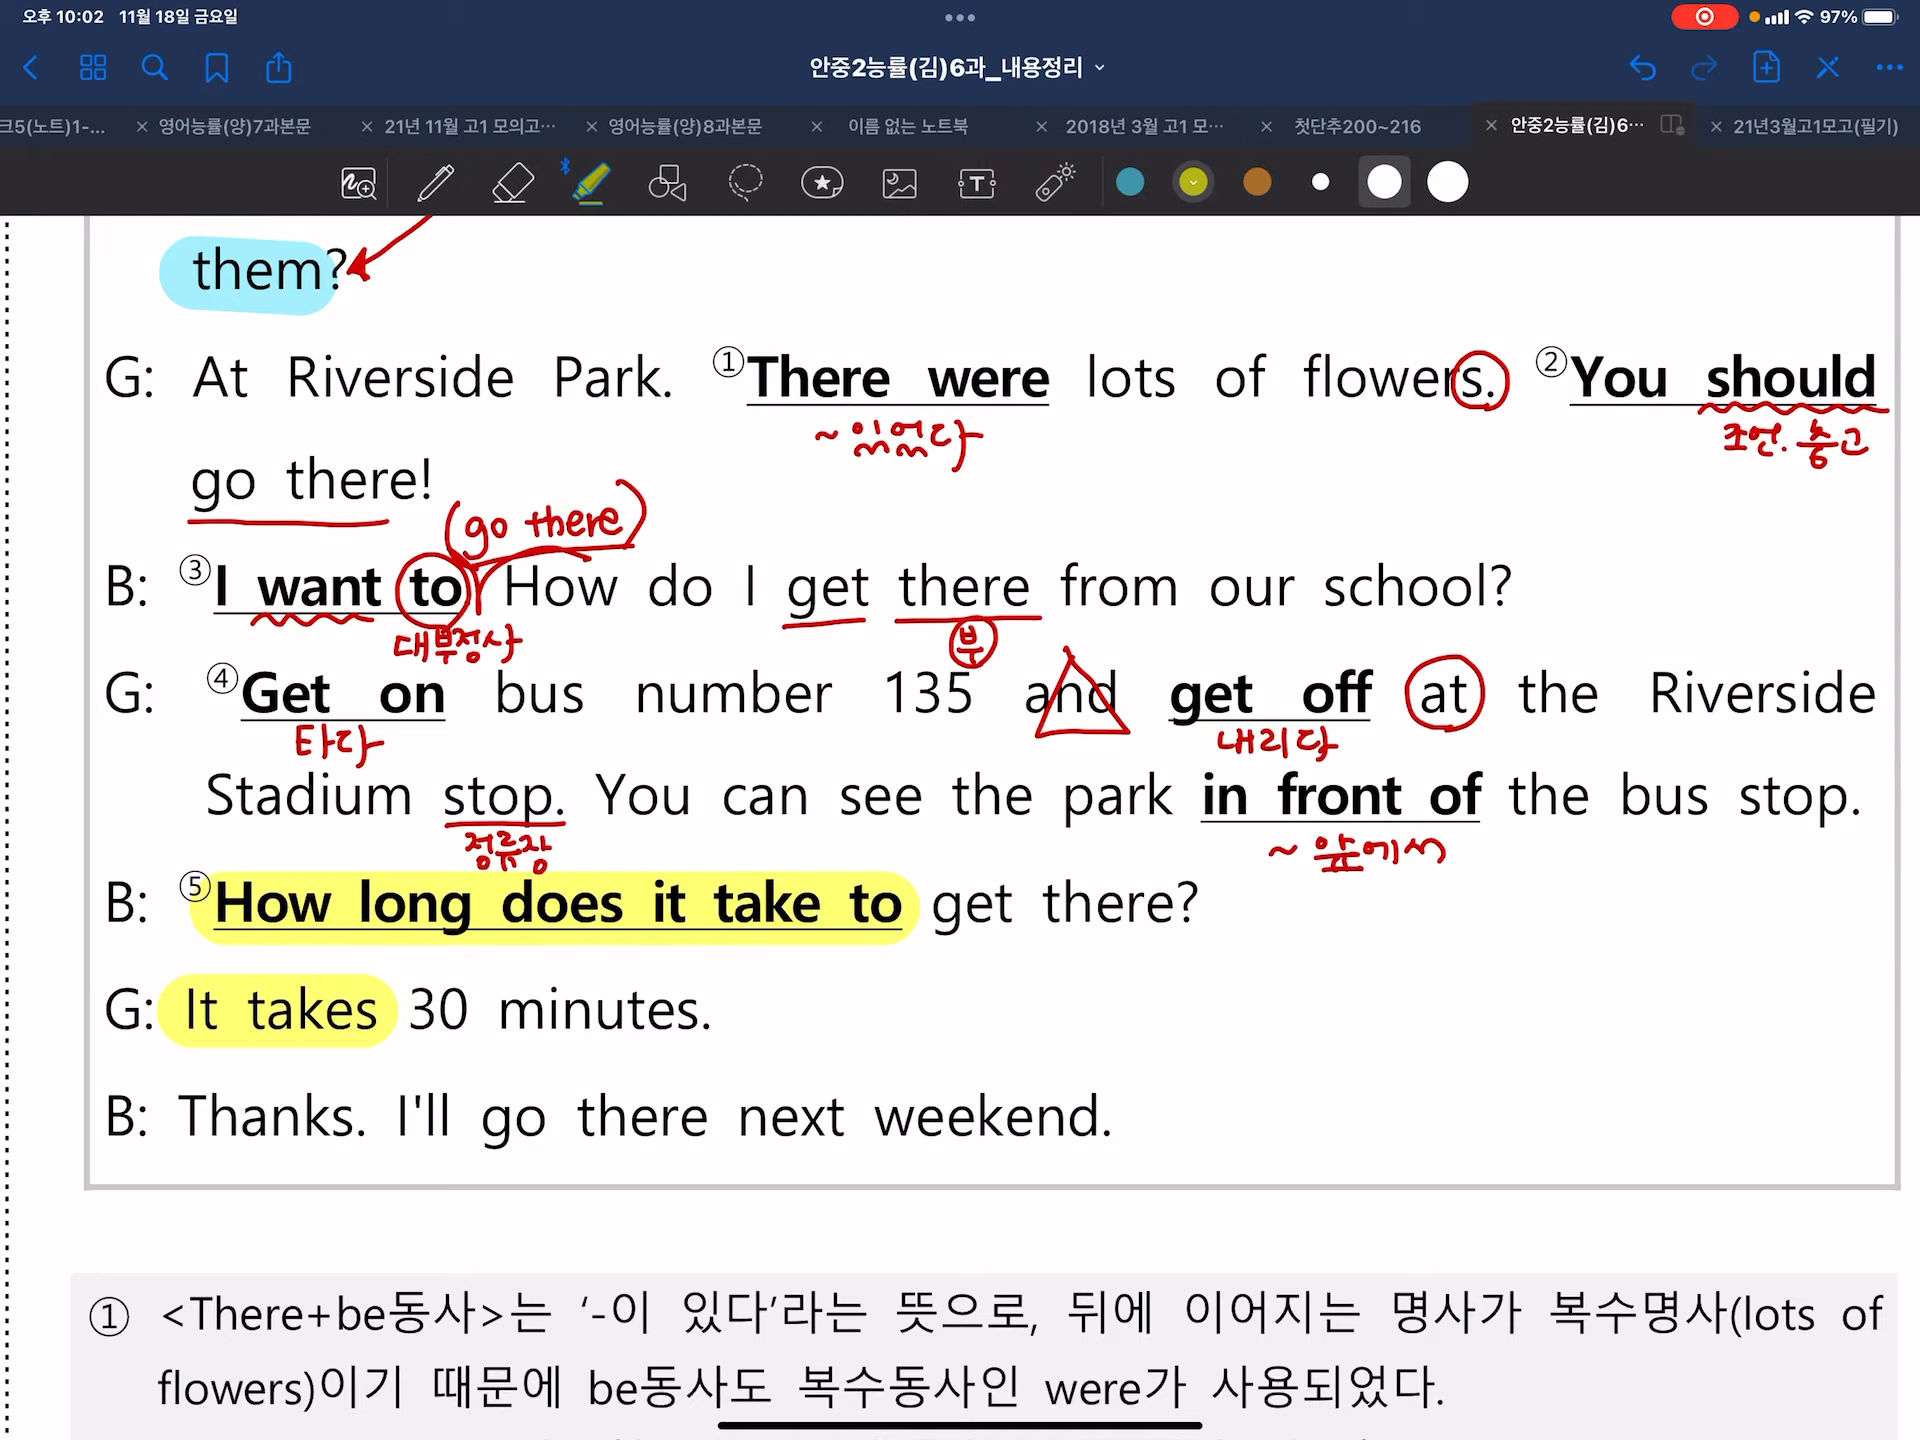 오후 10:02 11월 18일 금요일
97%
안중2능률(김)6과_내용정리
크5(노트)1-...
영어능률(양)7과본문
21년 11월 고1 모의고...
영어능률(양)8과본문
이름 없는 노트북
2018년 3월 고1 모...
첫단추200~216
안중2능률(김)6...
21년3월고1모고(필기)
them?
G: At Riverside Park. ①There were lots of flowers. ②You should
~있었다
조언. 충고
go there!
(go there)
B: ③I want to How do I get there from our school?
대부정사
부
G: ④Get on bus number 135 and get off at the Riverside
타다
내리다
Stadium stop. You can see the park in front of the bus stop.
정류장
~앞에서
B: ⑤How long does it take to get there?
G: It takes 30 minutes.
B: Thanks. I'll go there next weekend.
① <There+be동사>는 ‘-이 있다’라는 뜻으로, 뒤에 이어지는 명사가 복수명사(lots of
flowers)이기 때문에 be동사도 복수동사인 were가 사용되었다.